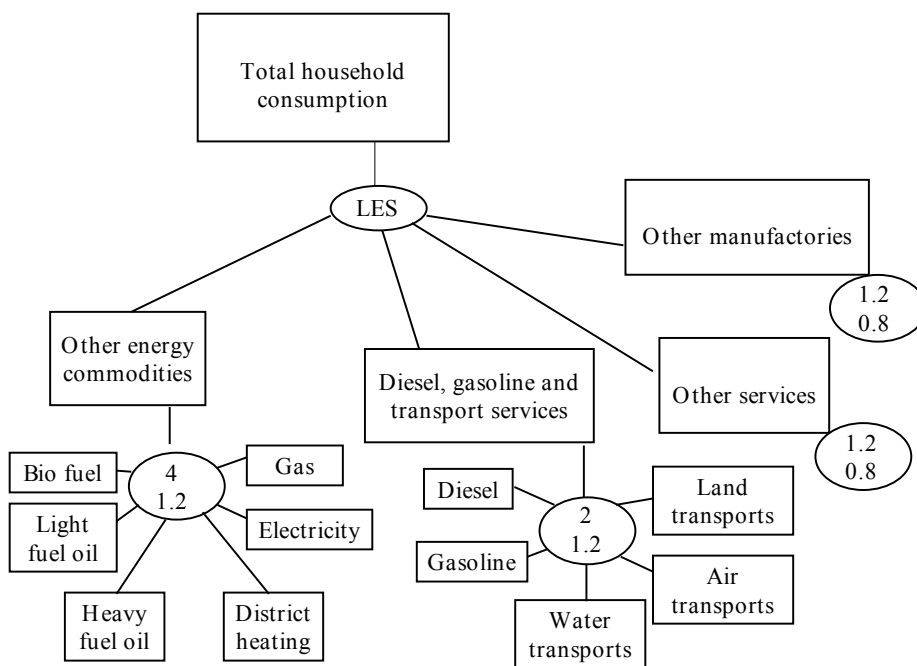 Total household
consumption
LES
Other manufactories
1.2
0.8
Other energy
commodities
Diesel, gasoline and
transport services
Other services
1.2
0.8
Bio fuel
4
1.2
Gas
Light
fuel oil
Electricity
Heavy
fuel oil
District
heating
Diesel
2
1.2
Land
transports
Gasoline
Air
transports
Water
transports